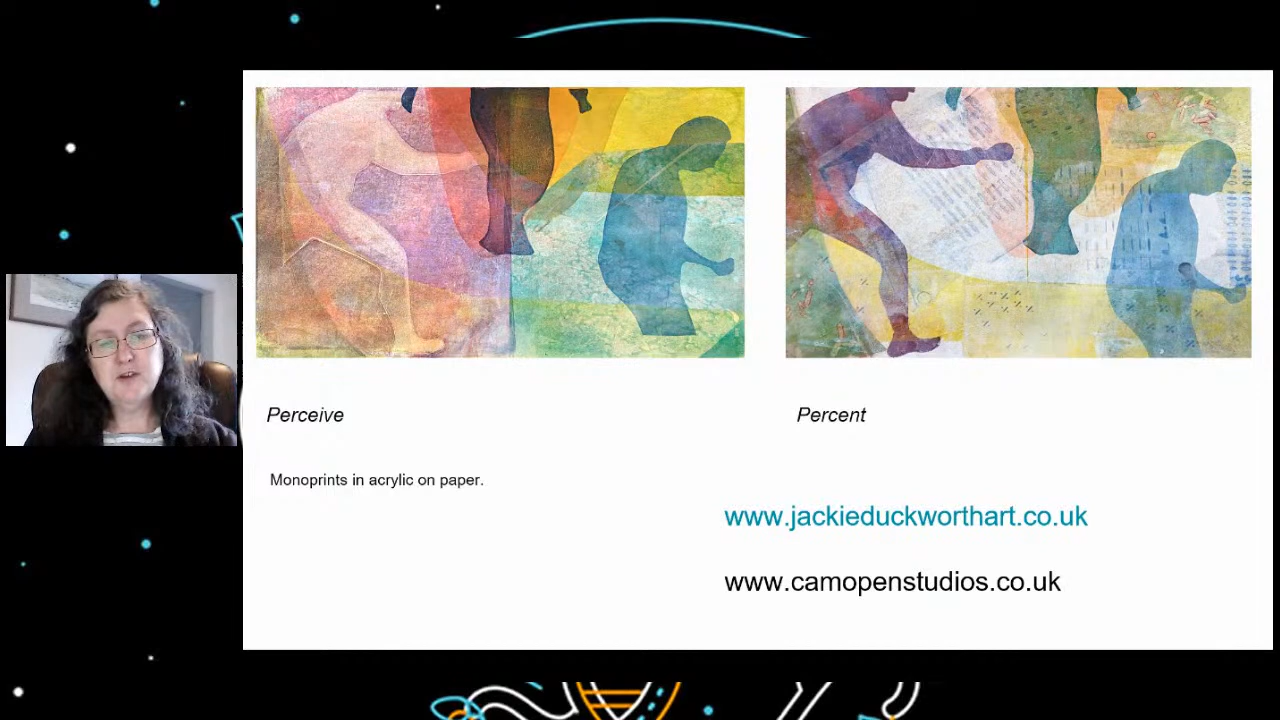 Perceive
Percent
Monoprints in acrylic on paper.
www.jackieduckworthart.co.uk
www.camopenstudios.co.uk